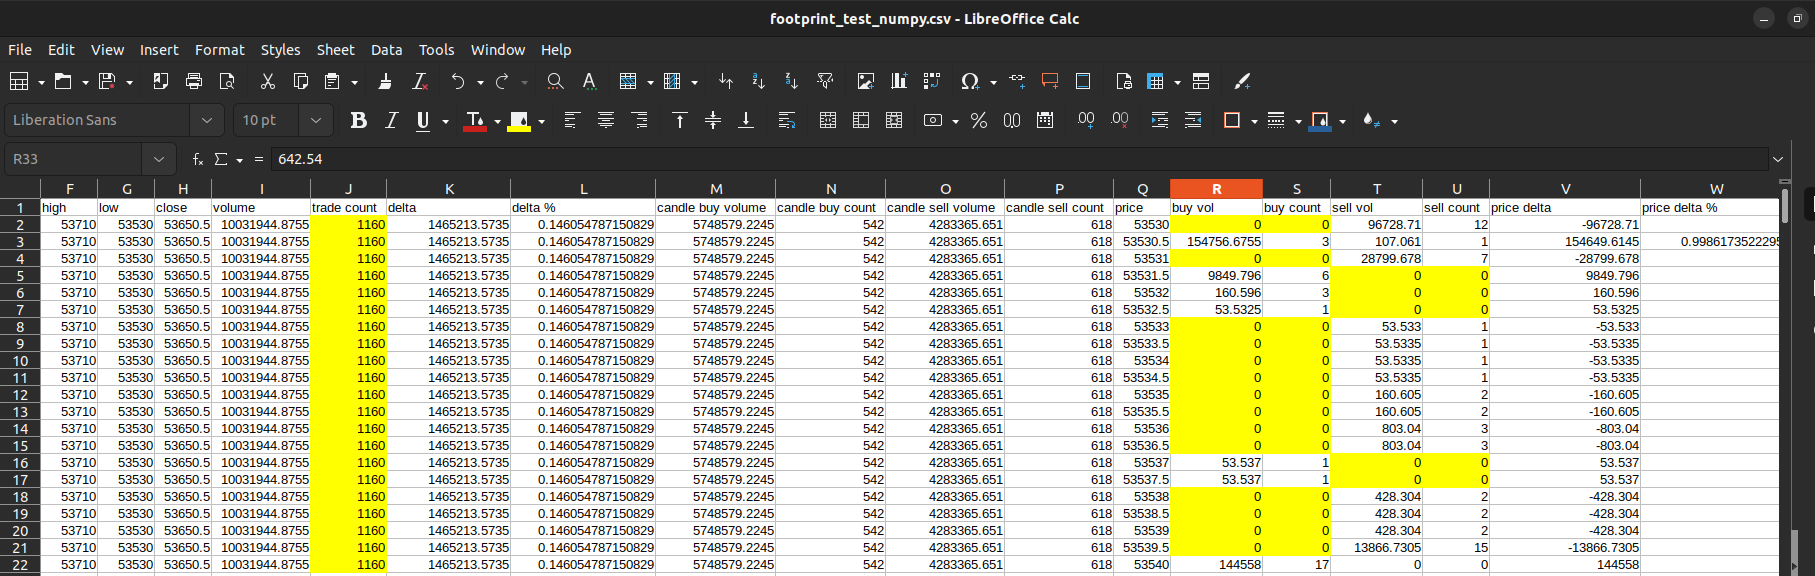 footprint_test_numpy.csv - LibreOffice Calc
File Edit View Insert Format Styles Sheet Data Tools Window Help
Liberation Sans 10 pt
R33 642.54
F G H I J K L M N O P Q R S T U V W
1 high low close volume trade count delta delta % candle buy volume candle buy count candle sell volume candle sell count price buy vol buy count sell vol sell count price delta price delta %
2 53710 53530 53650.5 10031944.8755 1160 1465213.5735 0.146054787150829 5748579.2245 542 4283365.651 618 53530 0 0 96728.71 12 -96728.71
3 53710 53530 53650.5 10031944.8755 1160 1465213.5735 0.146054787150829 5748579.2245 542 4283365.651 618 53530.5 154756.6755 3 107.061 1 154649.6145 0.9986173522295
4 53710 53530 53650.5 10031944.8755 1160 1465213.5735 0.146054787150829 5748579.2245 542 4283365.651 618 53531 0 0 28799.678 7 -28799.678
5 53710 53530 53650.5 10031944.8755 1160 1465213.5735 0.146054787150829 5748579.2245 542 4283365.651 618 53531.5 9849.796 6 0 0 9849.796
6 53710 53530 53650.5 10031944.8755 1160 1465213.5735 0.146054787150829 5748579.2245 542 4283365.651 618 53532 160.596 3 0 0 160.596
7 53710 53530 53650.5 10031944.8755 1160 1465213.5735 0.146054787150829 5748579.2245 542 4283365.651 618 53532.5 53.5325 1 0 0 53.5325
8 53710 53530 53650.5 10031944.8755 1160 1465213.5735 0.146054787150829 5748579.2245 542 4283365.651 618 53533 0 0 53.533 1 -53.533
9 53710 53530 53650.5 10031944.8755 1160 1465213.5735 0.146054787150829 5748579.2245 542 4283365.651 618 53533.5 0 0 53.5335 1 -53.5335
10 53710 53530 53650.5 10031944.8755 1160 1465213.5735 0.146054787150829 5748579.2245 542 4283365.651 618 53534 0 0 53.5335 1 -53.5335
11 53710 53530 53650.5 10031944.8755 1160 1465213.5735 0.146054787150829 5748579.2245 542 4283365.651 618 53534.5 0 0 53.5335 1 -53.5335
12 53710 53530 53650.5 10031944.8755 1160 1465213.5735 0.146054787150829 5748579.2245 542 4283365.651 618 53535 0 0 160.605 2 -160.605
13 53710 53530 53650.5 10031944.8755 1160 1465213.5735 0.146054787150829 5748579.2245 542 4283365.651 618 53535.5 0 0 160.605 2 -160.605
14 53710 53530 53650.5 10031944.8755 1160 1465213.5735 0.146054787150829 5748579.2245 542 4283365.651 618 53536 0 0 803.04 3 -803.04
15 53710 53530 53650.5 10031944.8755 1160 1465213.5735 0.146054787150829 5748579.2245 542 4283365.651 618 53536.5 0 0 803.04 3 -803.04
16 53710 53530 53650.5 10031944.8755 1160 1465213.5735 0.146054787150829 5748579.2245 542 4283365.651 618 53537 53.537 1 0 0 53.537
17 53710 53530 53650.5 10031944.8755 1160 1465213.5735 0.146054787150829 5748579.2245 542 4283365.651 618 53537.5 53.537 1 0 0 53.537
18 53710 53530 53650.5 10031944.8755 1160 1465213.5735 0.146054787150829 5748579.2245 542 4283365.651 618 53538 0 0 428.304 2 -428.304
19 53710 53530 53650.5 10031944.8755 1160 1465213.5735 0.146054787150829 5748579.2245 542 4283365.651 618 53538.5 0 0 428.304 2 -428.304
20 53710 53530 53650.5 10031944.8755 1160 1465213.5735 0.146054787150829 5748579.2245 542 4283365.651 618 53539 0 0 428.304 2 -428.304
21 53710 53530 53650.5 10031944.8755 1160 1465213.5735 0.146054787150829 5748579.2245 542 4283365.651 618 53539.5 0 0 13866.7305 15 -13866.7305
22 53710 53530 53650.5 10031944.8755 1160 1465213.5735 0.146054787150829 5748579.2245 542 4283365.651 618 53540 144558 17 0 0 144558